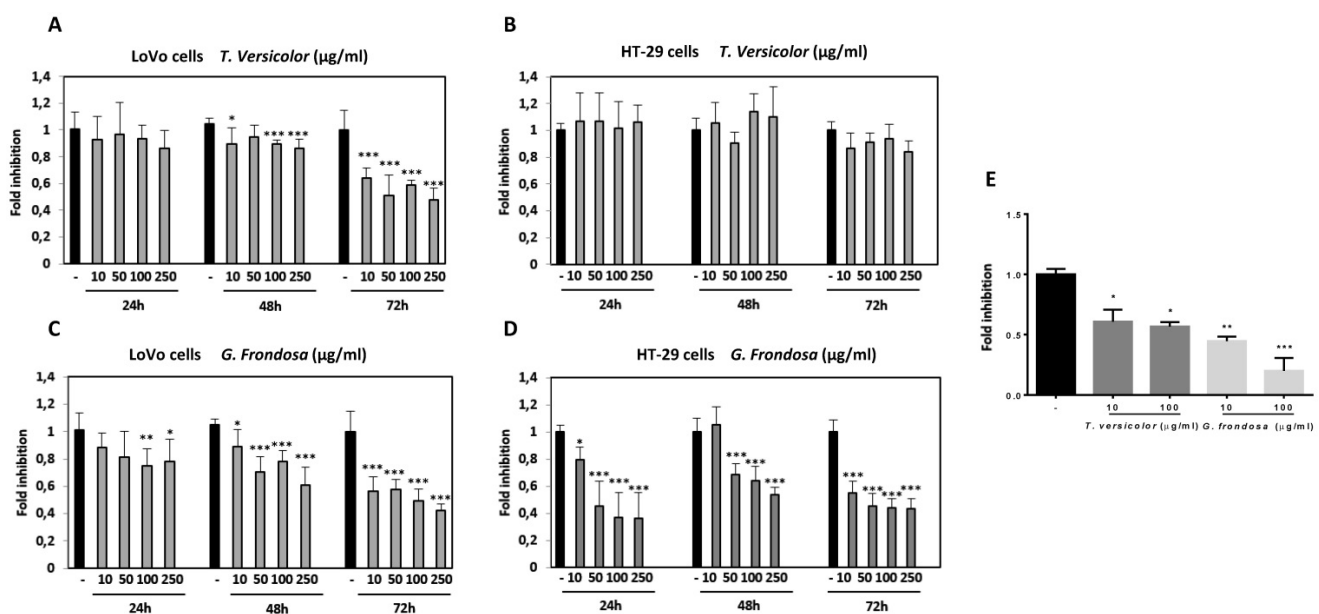 A
LoVo cells T. Versicolor (µg/ml)
Fold inhibition
1,4
1,2
1
0,8
0,6
0,4
0,2
0
* *** *** *** *** *** ***
- 10 50 100 250 - 10 50 100 250 - 10 50 100 250
24h 48h 72h
B
HT-29 cells T. Versicolor (µg/ml)
Fold inhibition
1,4
1,2
1
0,8
0,6
0,4
0,2
0
- 10 50 100 250 - 10 50 100 250 - 10 50 100 250
24h 48h 72h
C
LoVo cells G. Frondosa (µg/ml)
Fold inhibition
1,4
1,2
1
0,8
0,6
0,4
0,2
0
** * * *** *** *** *** *** *** ***
- 10 50 100 250 - 10 50 100 250 - 10 50 100 250
24h 48h 72h
D
HT-29 cells G. Frondosa (µg/ml)
Fold inhibition
1,4
1,2
1
0,8
0,6
0,4
0,2
0
* *** *** *** *** *** *** *** *** *** ***
- 10 50 100 250 - 10 50 100 250 - 10 50 100 250
24h 48h 72h
E
Fold inhibition
1.5
1.0
0.5
0.0
* * ** ***
- 10 100 10 100
T. versicolor (µg/ml) G. frondosa (µg/ml)